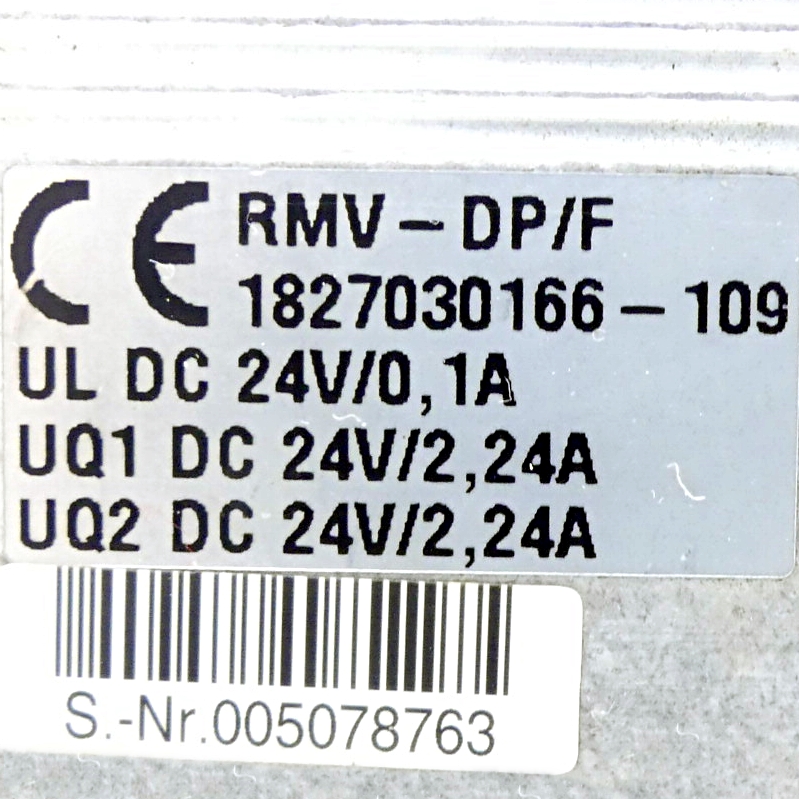 CE RMV-DP/F
1827030166-109
UL DC 24V/0,1A
UQ1 DC 24V/2,24A
UQ2 DC 24V/2,24A
S.-Nr.005078763